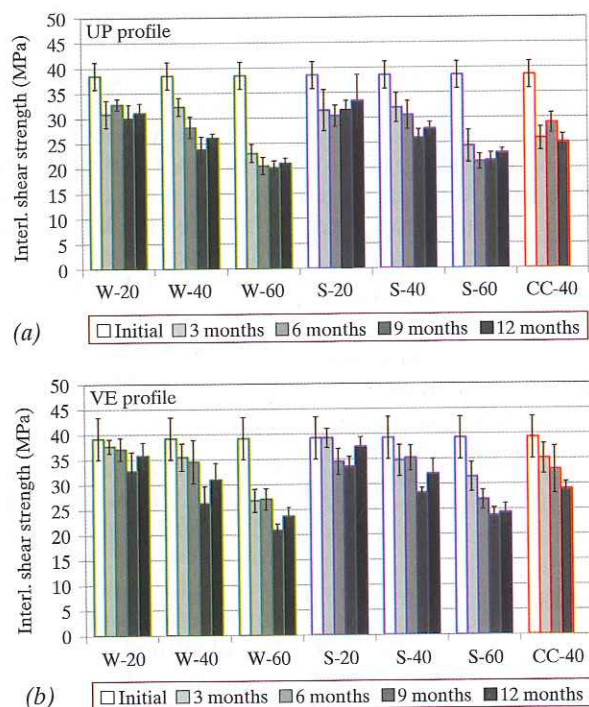 UP profile
Interl. shear strength (MPa)
50
45
40
35
30
25
20
15
10
5
0
W-20 W-40 W-60 S-20 S-40 S-60 CC-40
(a)
Initial 3 months 6 months 9 months 12 months
VE profile
Interl. shear strength (MPa)
50
45
40
35
30
25
20
15
10
5
0
W-20 W-40 W-60 S-20 S-40 S-60 CC-40
(b)
Initial 3 months 6 months 9 months 12 months